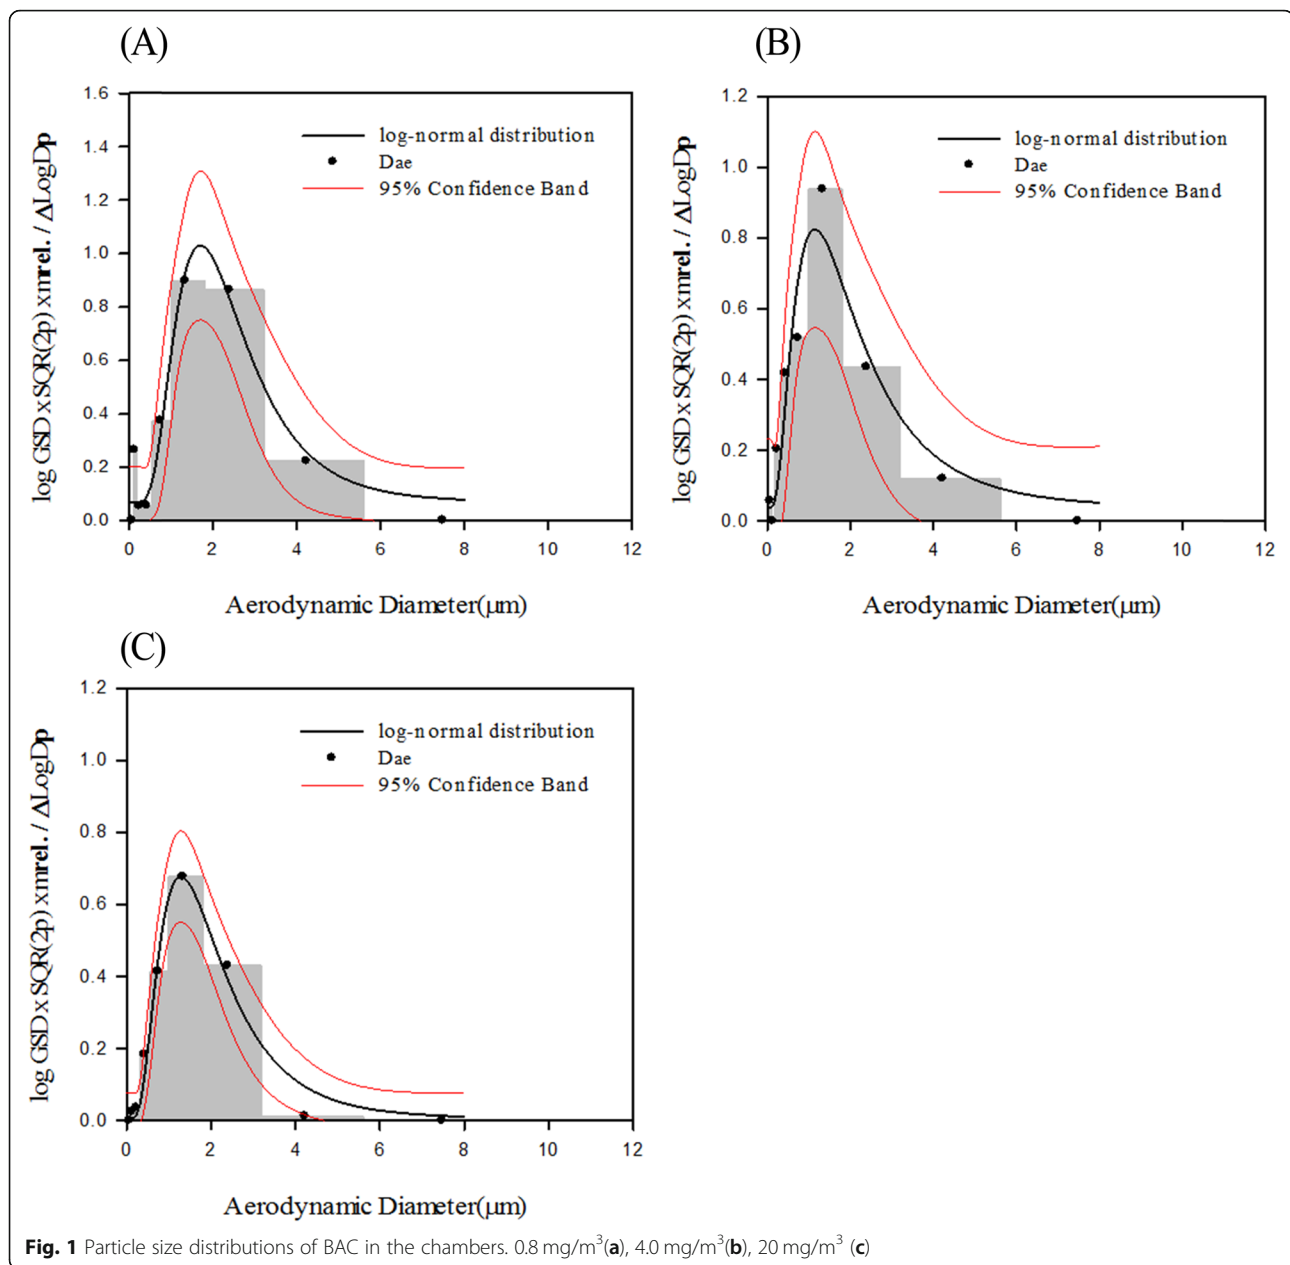 (A)
1.6
1.4
1.2
1.0
0.8
0.6
0.4
0.2
0.0
log GSD x SQR(2p) xmrel. / ΔLogDp
log-normal distribution
Dae
95% Confidence Band
0 2 4 6 8 10 12
Aerodynamic Diameter(μm)
(B)
1.2
1.0
0.8
0.6
0.4
0.2
0.0
log GSD x SQR(2p) xmrel. / ΔLogDp
log-normal distribution
Dae
95% Confidence Band
0 2 4 6 8 10 12
Aerodynamic Diameter(μm)
(C)
1.2
1.0
0.8
0.6
0.4
0.2
0.0
log GSD x SQR(2p) xmrel. / ΔLogDp
log-normal distribution
Dae
95% Confidence Band
0 2 4 6 8 10 12
Aerodynamic Diameter(μm)
Fig. 1 Particle size distributions of BAC in the chambers. 0.8 mg/m³(a), 4.0 mg/m³(b), 20 mg/m³ (c)